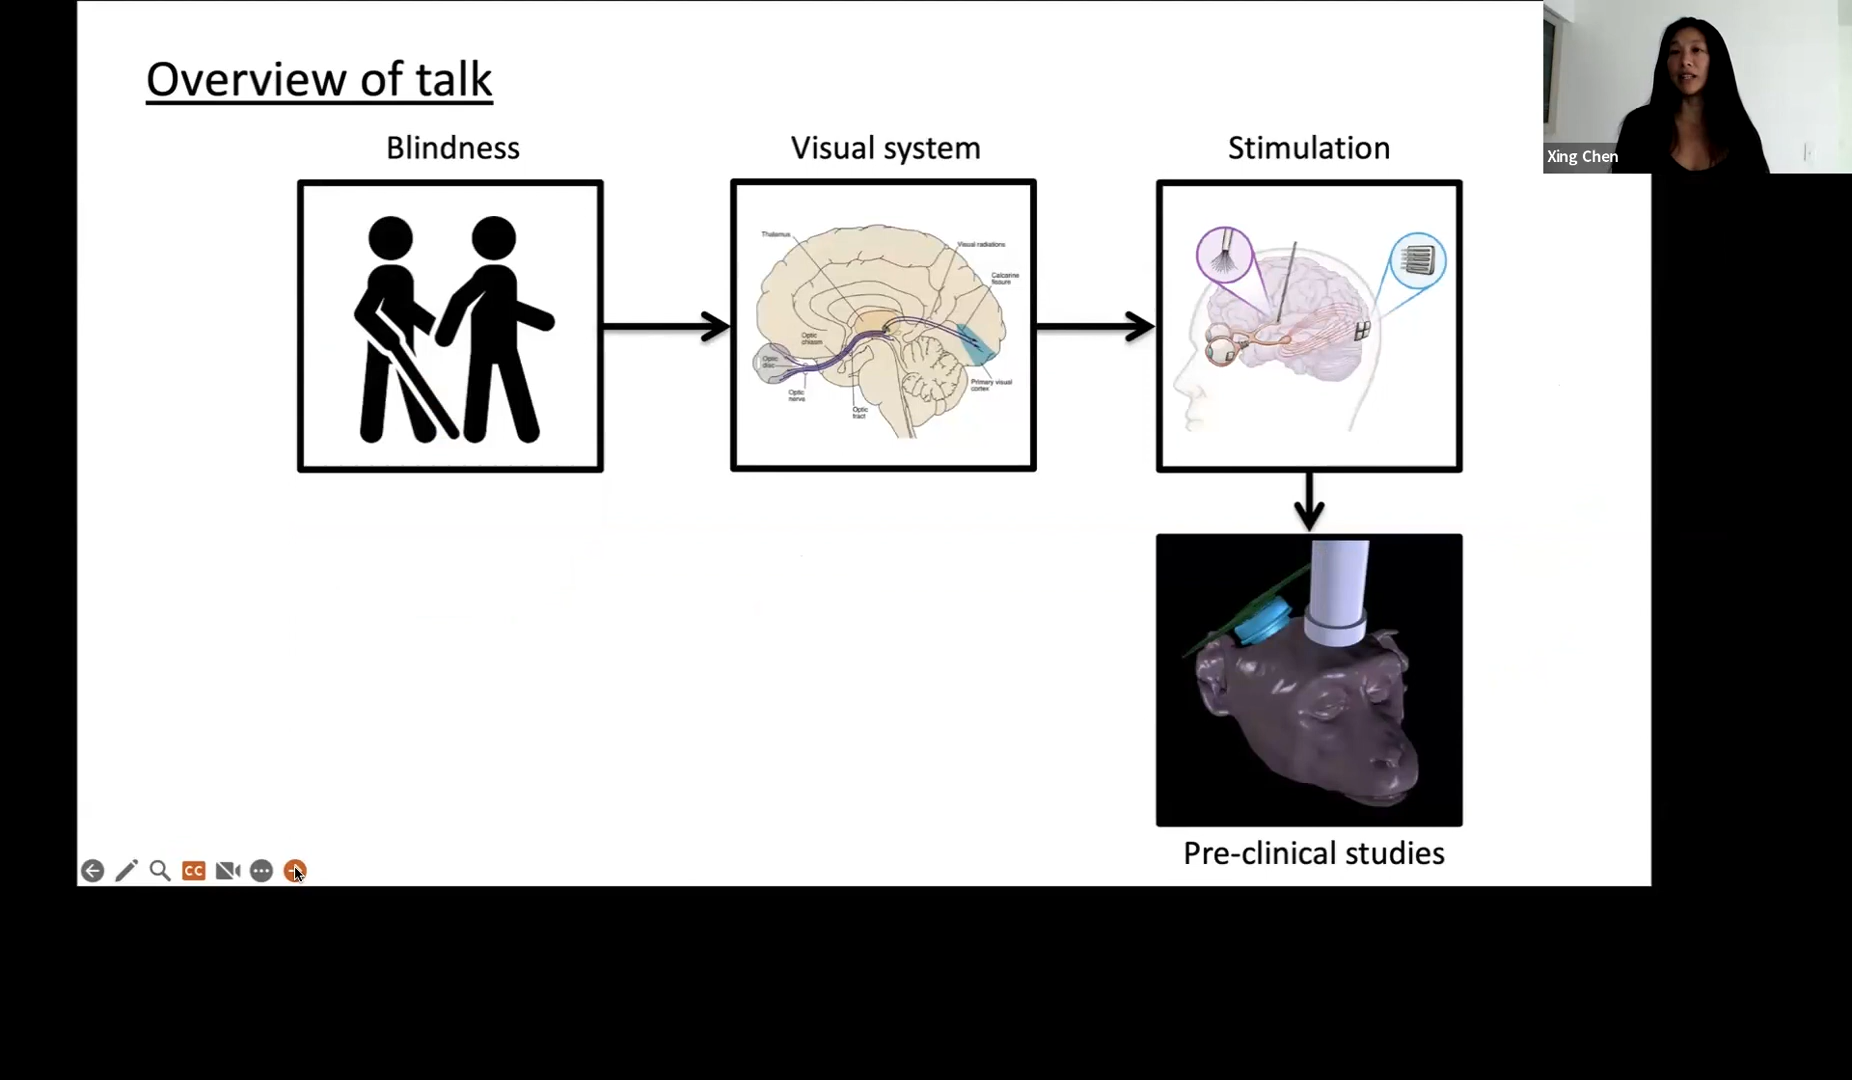 Overview of talk
Blindness
Visual system
Stimulation
Xing Chen
Thalamus
Visual radiations
Calcarine
fissure
Optic
chiasm
Optic
disc
Optic
nerve
Optic
tract
Primary visual
cortex
Pre-clinical studies
CC